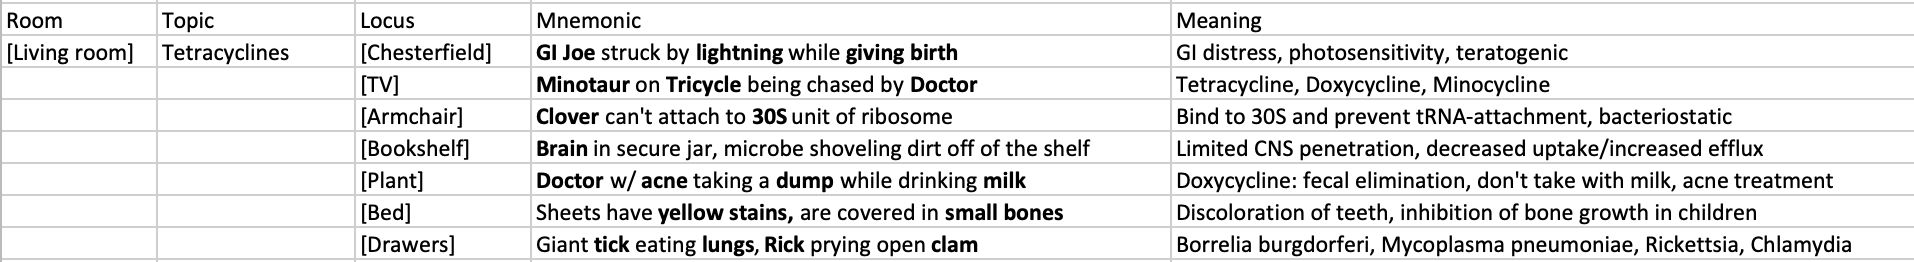 Room Topic Locus Mnemonic Meaning
[Living room] Tetracyclines [Chesterfield] GI Joe struck by lightning while giving birth GI distress, photosensitivity, teratogenic
[TV] Minotaur on Tricycle being chased by Doctor Tetracycline, Doxycycline, Minocycline
[Armchair] Clover can't attach to 30S unit of ribosome Bind to 30S and prevent tRNA-attachment, bacteriostatic
[Bookshelf] Brain in secure jar, microbe shoveling dirt off of the shelf Limited CNS penetration, decreased uptake/increased efflux
[Plant] Doctor w/ acne taking a dump while drinking milk Doxycycline: fecal elimination, don't take with milk, acne treatment
[Bed] Sheets have yellow stains, are covered in small bones Discoloration of teeth, inhibition of bone growth in children
[Drawers] Giant tick eating lungs, Rick prying open clam Borrelia burgdorferi, Mycoplasma pneumoniae, Rickettsia, Chlamydia